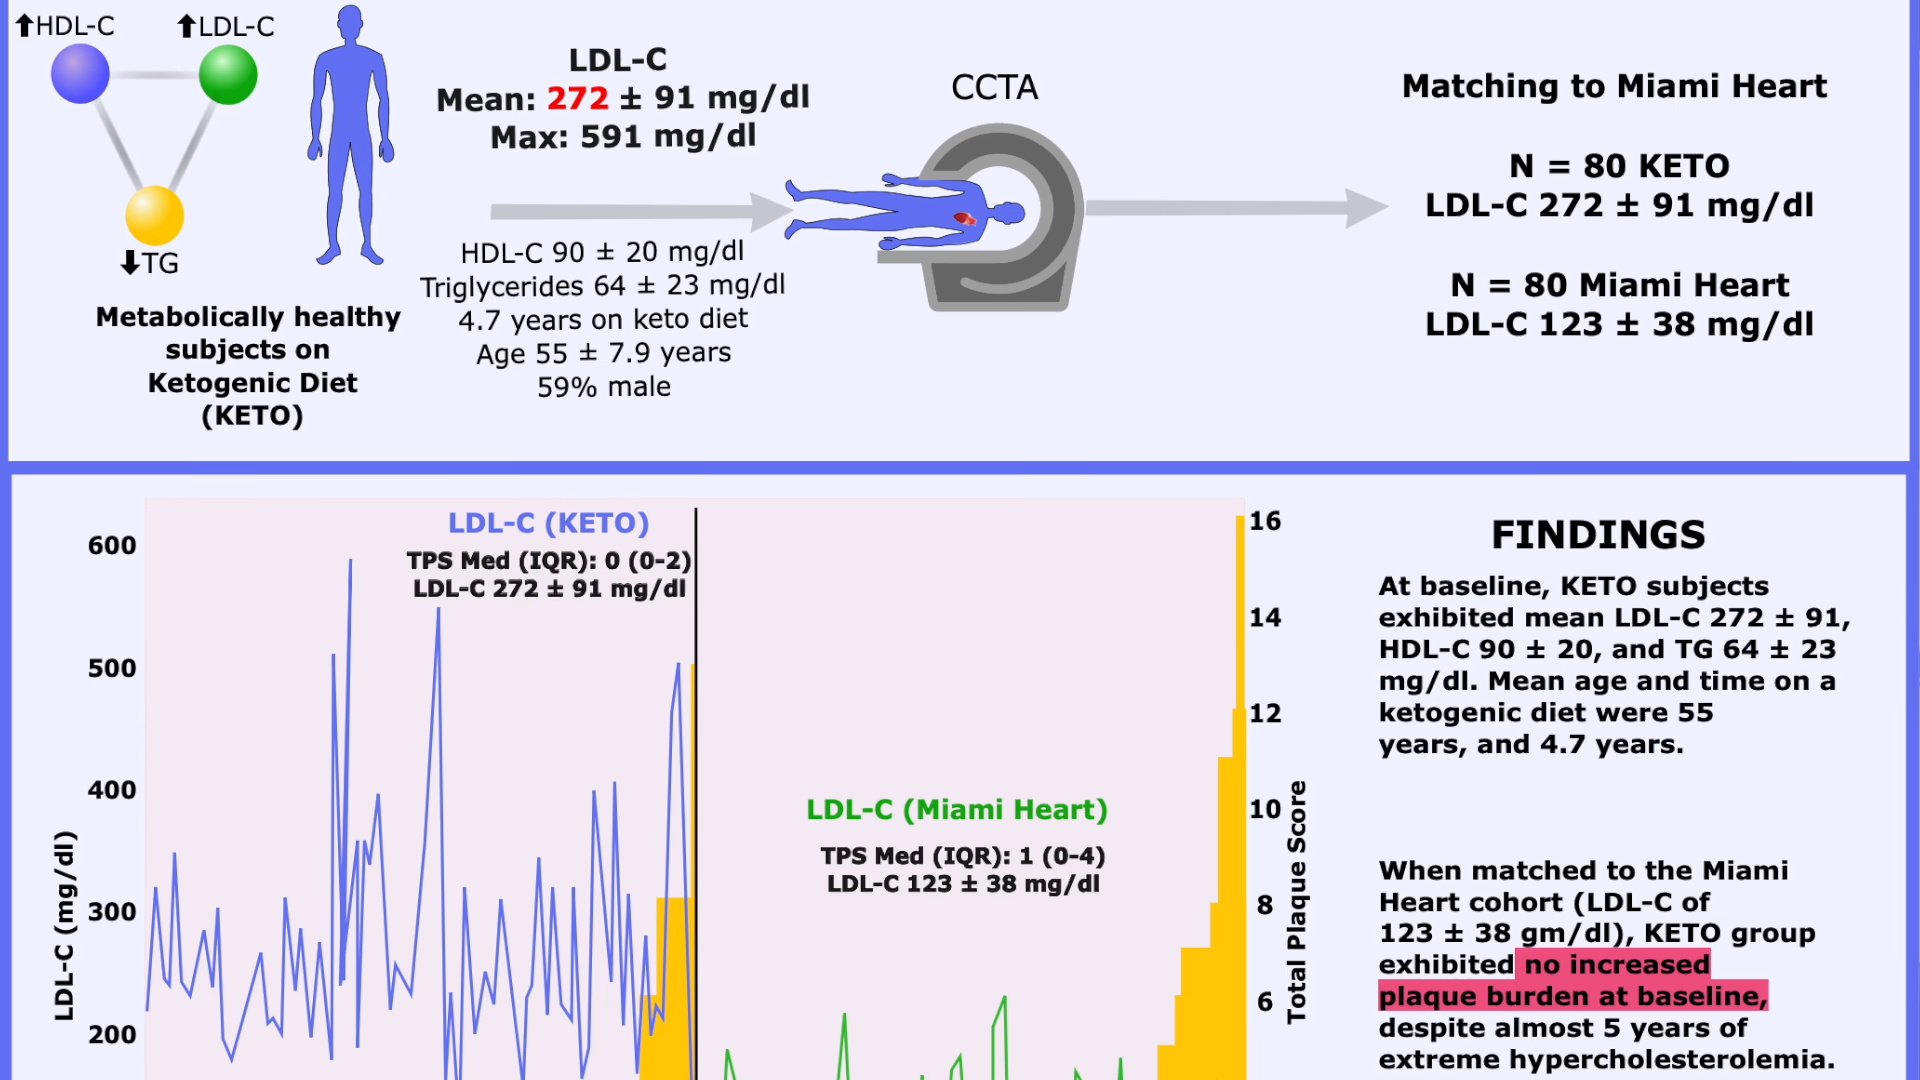 ⬆HDL-C
⬆LDL-C
⬇TG
Metabolically healthy
subjects on
Ketogenic Diet
(KETO)
LDL-C
Mean: 272 ± 91 mg/dl
Max: 591 mg/dl
HDL-C 90 ± 20 mg/dl
Triglycerides 64 ± 23 mg/dl
4.7 years on keto diet
Age 55 ± 7.9 years
59% male
CCTA
Matching to Miami Heart
N = 80 KETO
LDL-C 272 ± 91 mg/dl
N = 80 Miami Heart
LDL-C 123 ± 38 mg/dl
LDL-C (mg/dl)
600
500
400
300
200
LDL-C (KETO)
TPS Med (IQR): 0 (0-2)
LDL-C 272 ± 91 mg/dl
LDL-C (Miami Heart)
TPS Med (IQR): 1 (0-4)
LDL-C 123 ± 38 mg/dl
16
14
12
10
8
6
Total Plaque Score
FINDINGS
At baseline, KETO subjects
exhibited mean LDL-C 272 ± 91,
HDL-C 90 ± 20, and TG 64 ± 23
mg/dl. Mean age and time on a
ketogenic diet were 55
years, and 4.7 years.
When matched to the Miami
Heart cohort (LDL-C of
123 ± 38 gm/dl), KETO group
exhibited no increased
plaque burden at baseline,
despite almost 5 years of
extreme hypercholesterolemia.